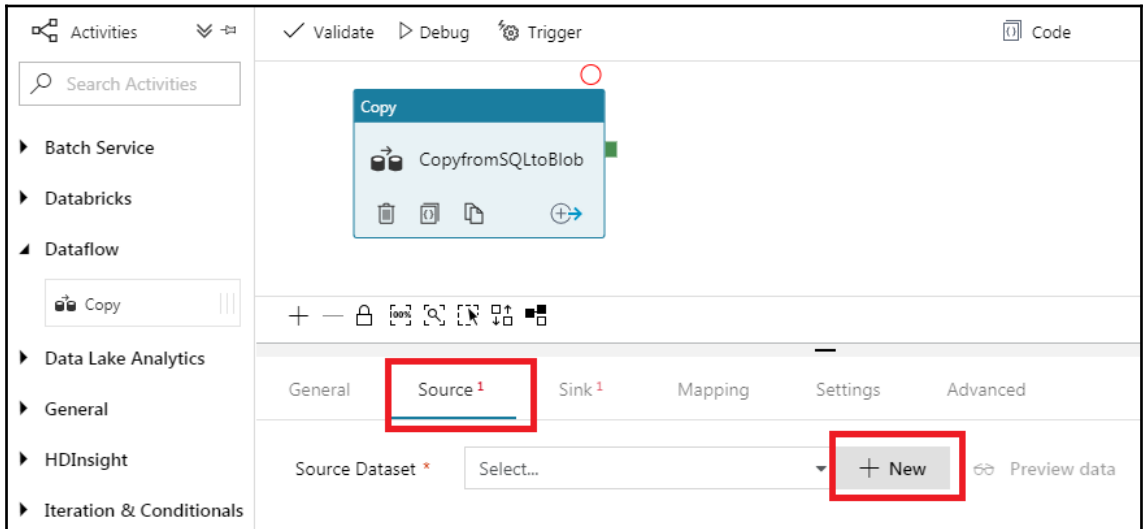 Activities
Validate Debug Trigger Code
Search Activities
Copy
CopyfromSQLtoBlob
Batch Service
Databricks
Dataflow
Copy
100%
Data Lake Analytics
General
HDInsight
Iteration & Conditionals
General Source 1 Sink 1 Mapping Settings Advanced
Source Dataset * Select... + New Preview data